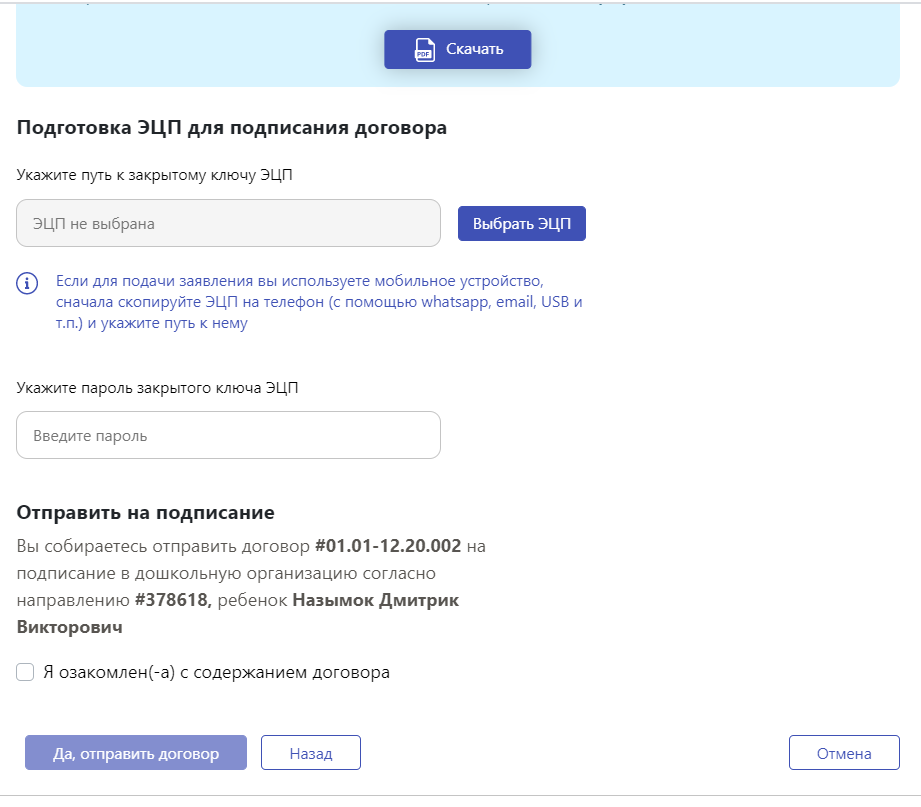 PDF Скачать
Подготовка ЭЦП для подписания договора
Укажите путь к закрытому ключу ЭЦП
ЭЦП не выбрана
Выбрать ЭЦП
Если для подачи заявления вы используете мобильное устройство,
сначала скопируйте ЭЦП на телефон (с помощью whatsapp, email, USB и
т.п.) и укажите путь к нему
Укажите пароль закрытого ключа ЭЦП
Введите пароль
Отправить на подписание
Вы собираетесь отправить договор #01.01-12.20.002 на
подписание в дошкольную организацию согласно
направлению #378618, ребенок Назымок Дмитрик
Викторович
Я озакомлен(-а) с содержанием договора
Да, отправить договор
Назад
Отмена